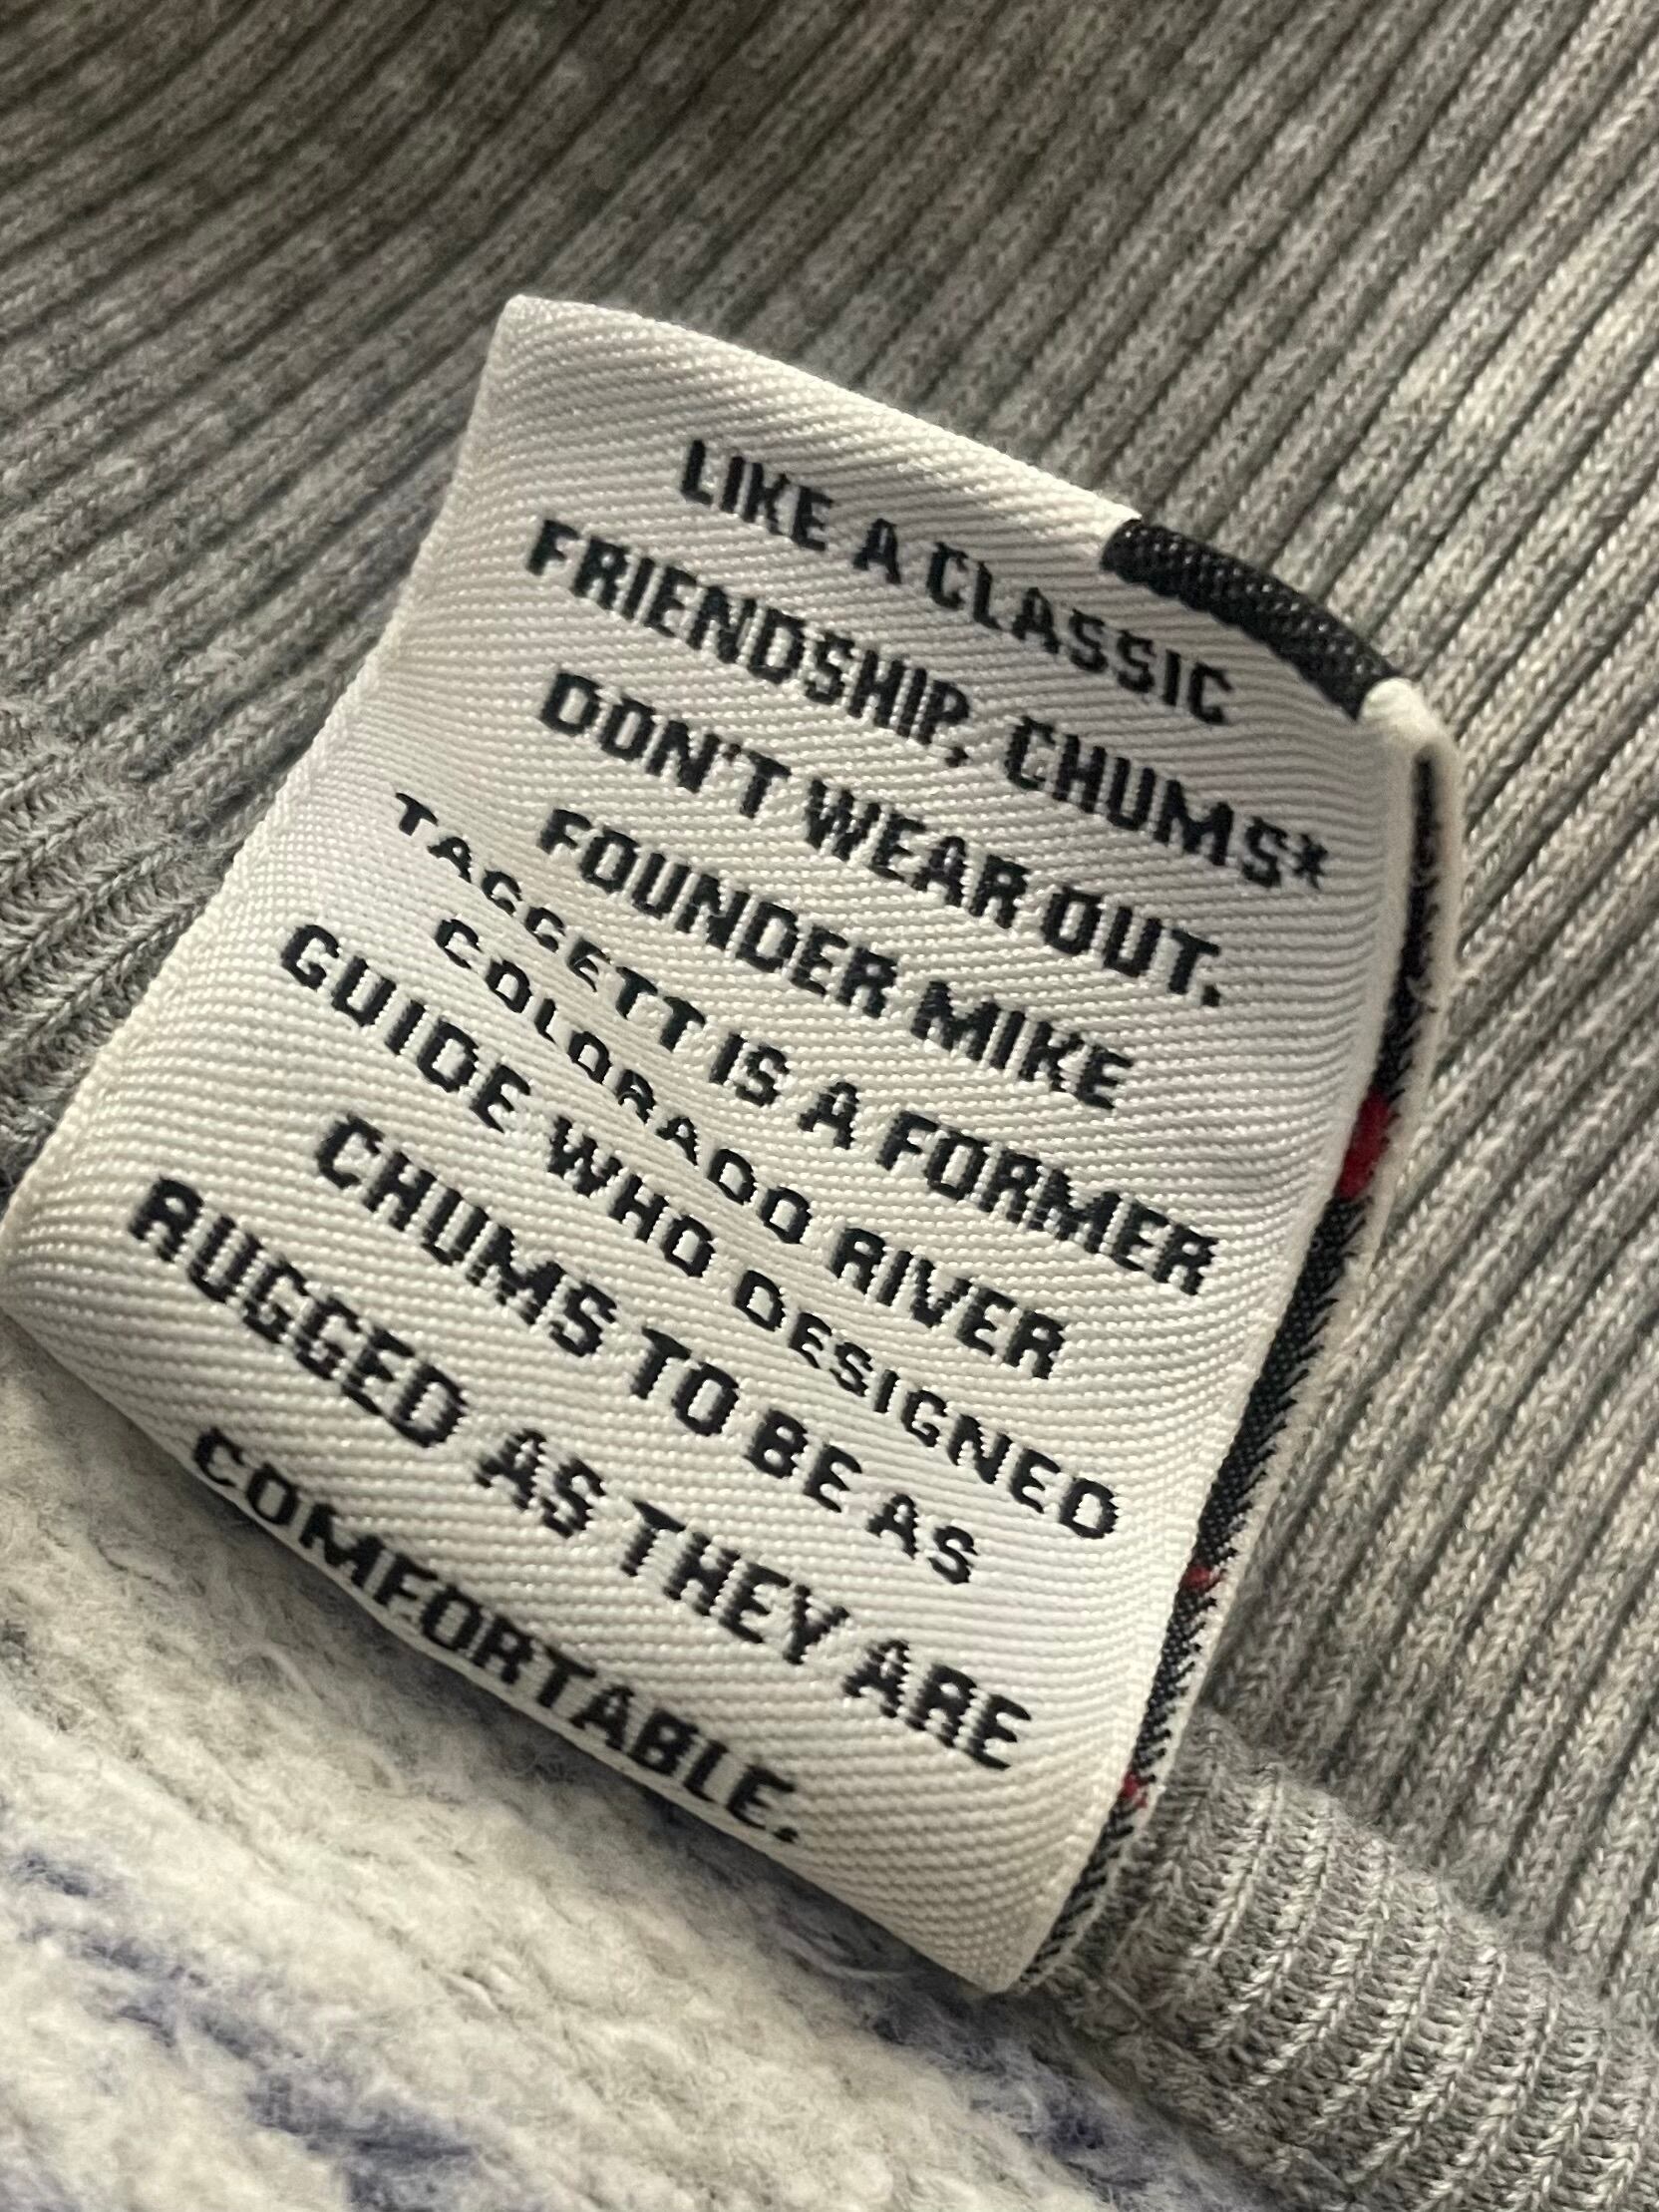 LIKE A CLASSIC
FRIENDSHIP, CHUMS*
DON'T WEAR OUT.
FOUNDER MIKE
TAGGETT IS A FORMER
COLORADO RIVER
GUIDE WHO DESIGNED
CHUMS TO BE AS
RUGGED AS THEY ARE
COMFORTABLE.